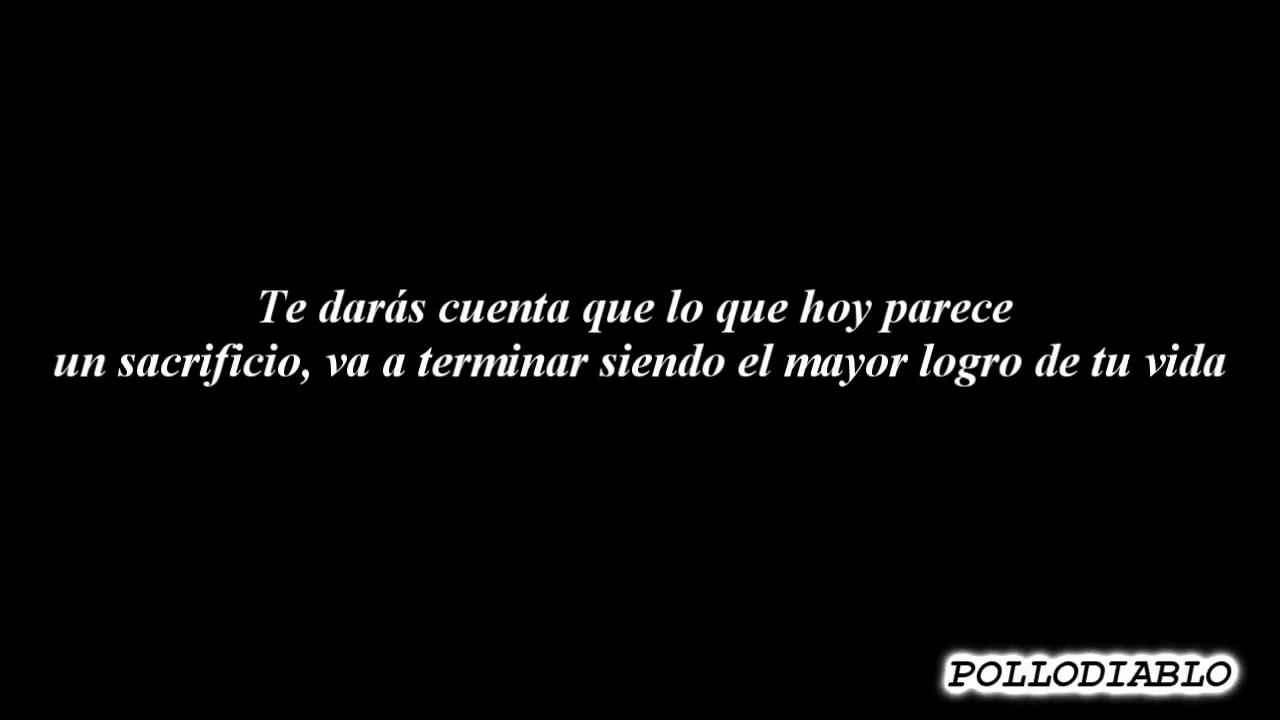 Te darás cuenta que lo que hoy parece
un sacrificio, va a terminar siendo el mayor logro de tu vida
POLLODIABLO